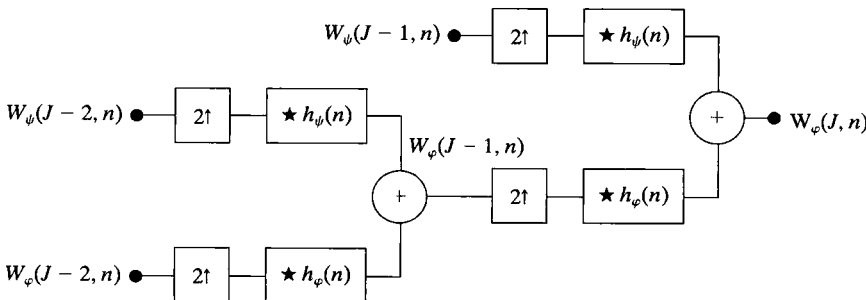 W_ψ(J − 1, n) 2↑ ★ h_ψ(n)
W_ψ(J − 2, n) 2↑ ★ h_ψ(n) + W_φ(J, n)
W_φ(J − 1, n)
+ 2↑ ★ h_φ(n)
W_φ(J − 2, n) 2↑ ★ h_φ(n)